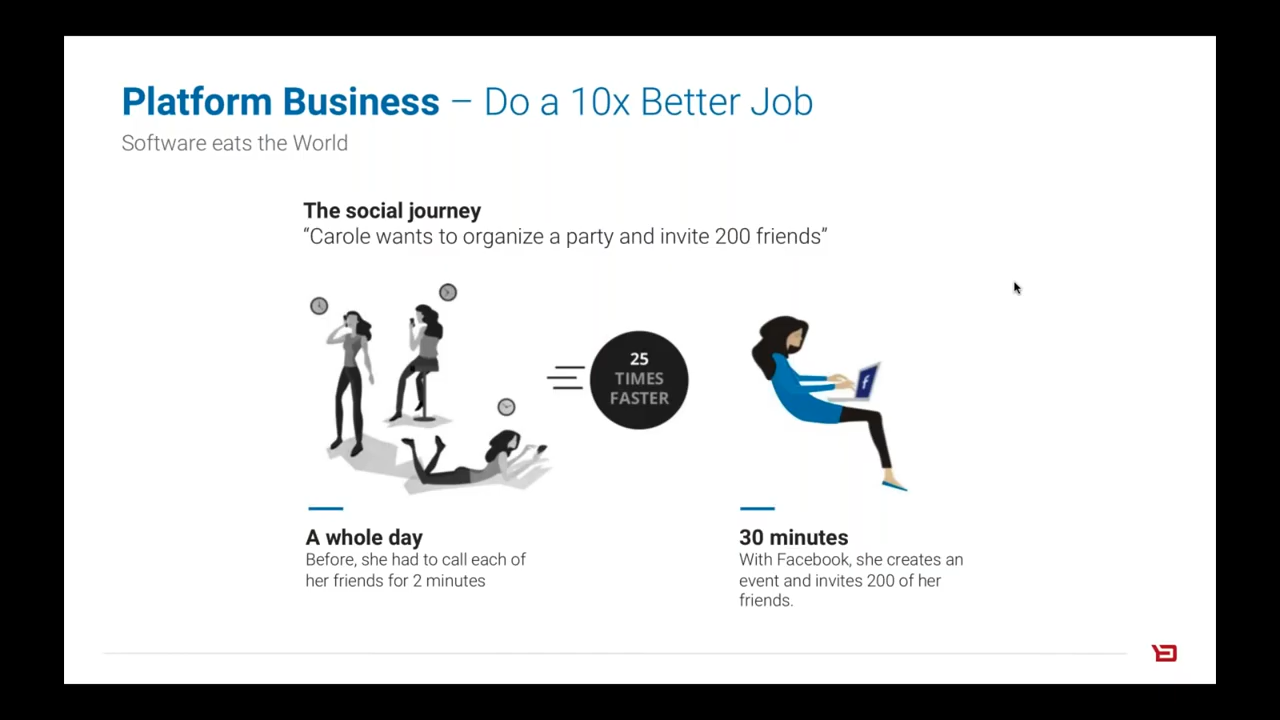 Platform Business – Do a 10x Better Job
Software eats the World
The social journey
“Carole wants to organize a party and invite 200 friends”
25
TIMES
FASTER
f
A whole day
Before, she had to call each of
her friends for 2 minutes
30 minutes
With Facebook, she creates an
event and invites 200 of her
friends.